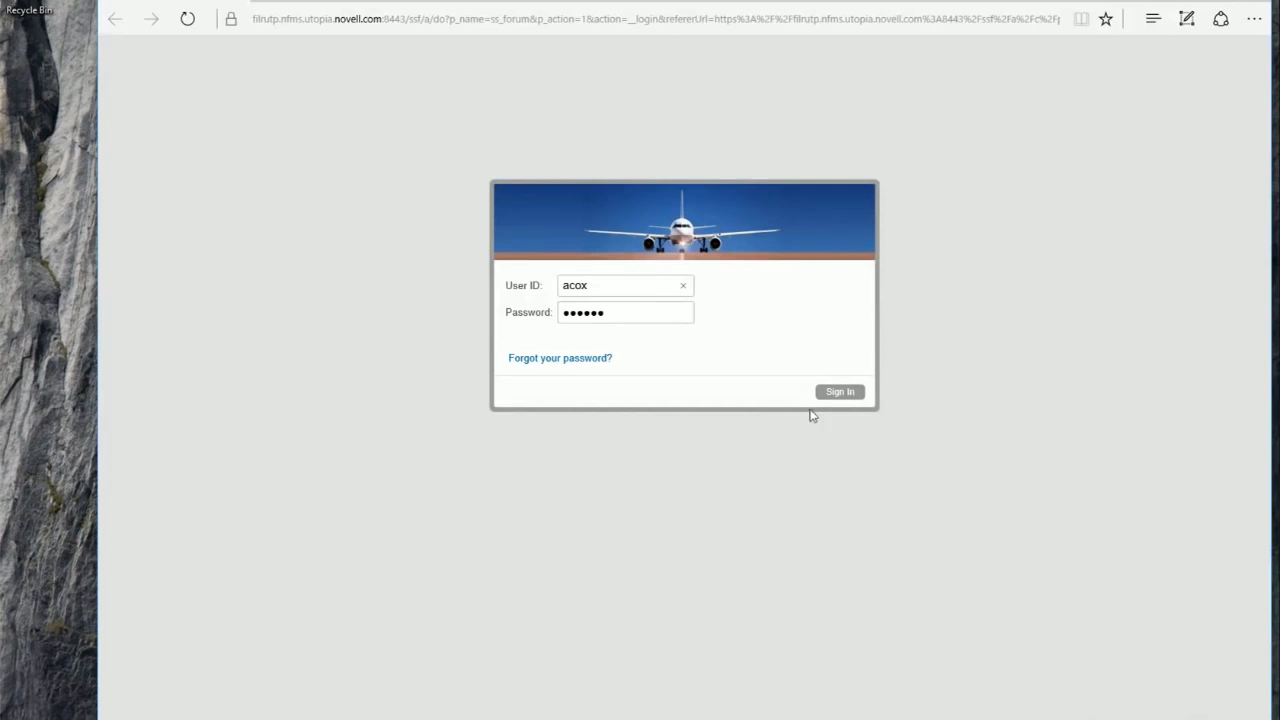 Recycle Bin
filrutp.nfms.utopia.novell.com:8443/ssf/a/do?p_name=ss_forum&p_action=1&action=__login&refererUrl=https%3A%2F%2Ffilrutp.nfms.utopia.novell.com%3A8443%2Fssf%2Fa%2Fc%2Fp
User ID:
acox
Password:
●●●●●●
Forgot your password?
Sign In